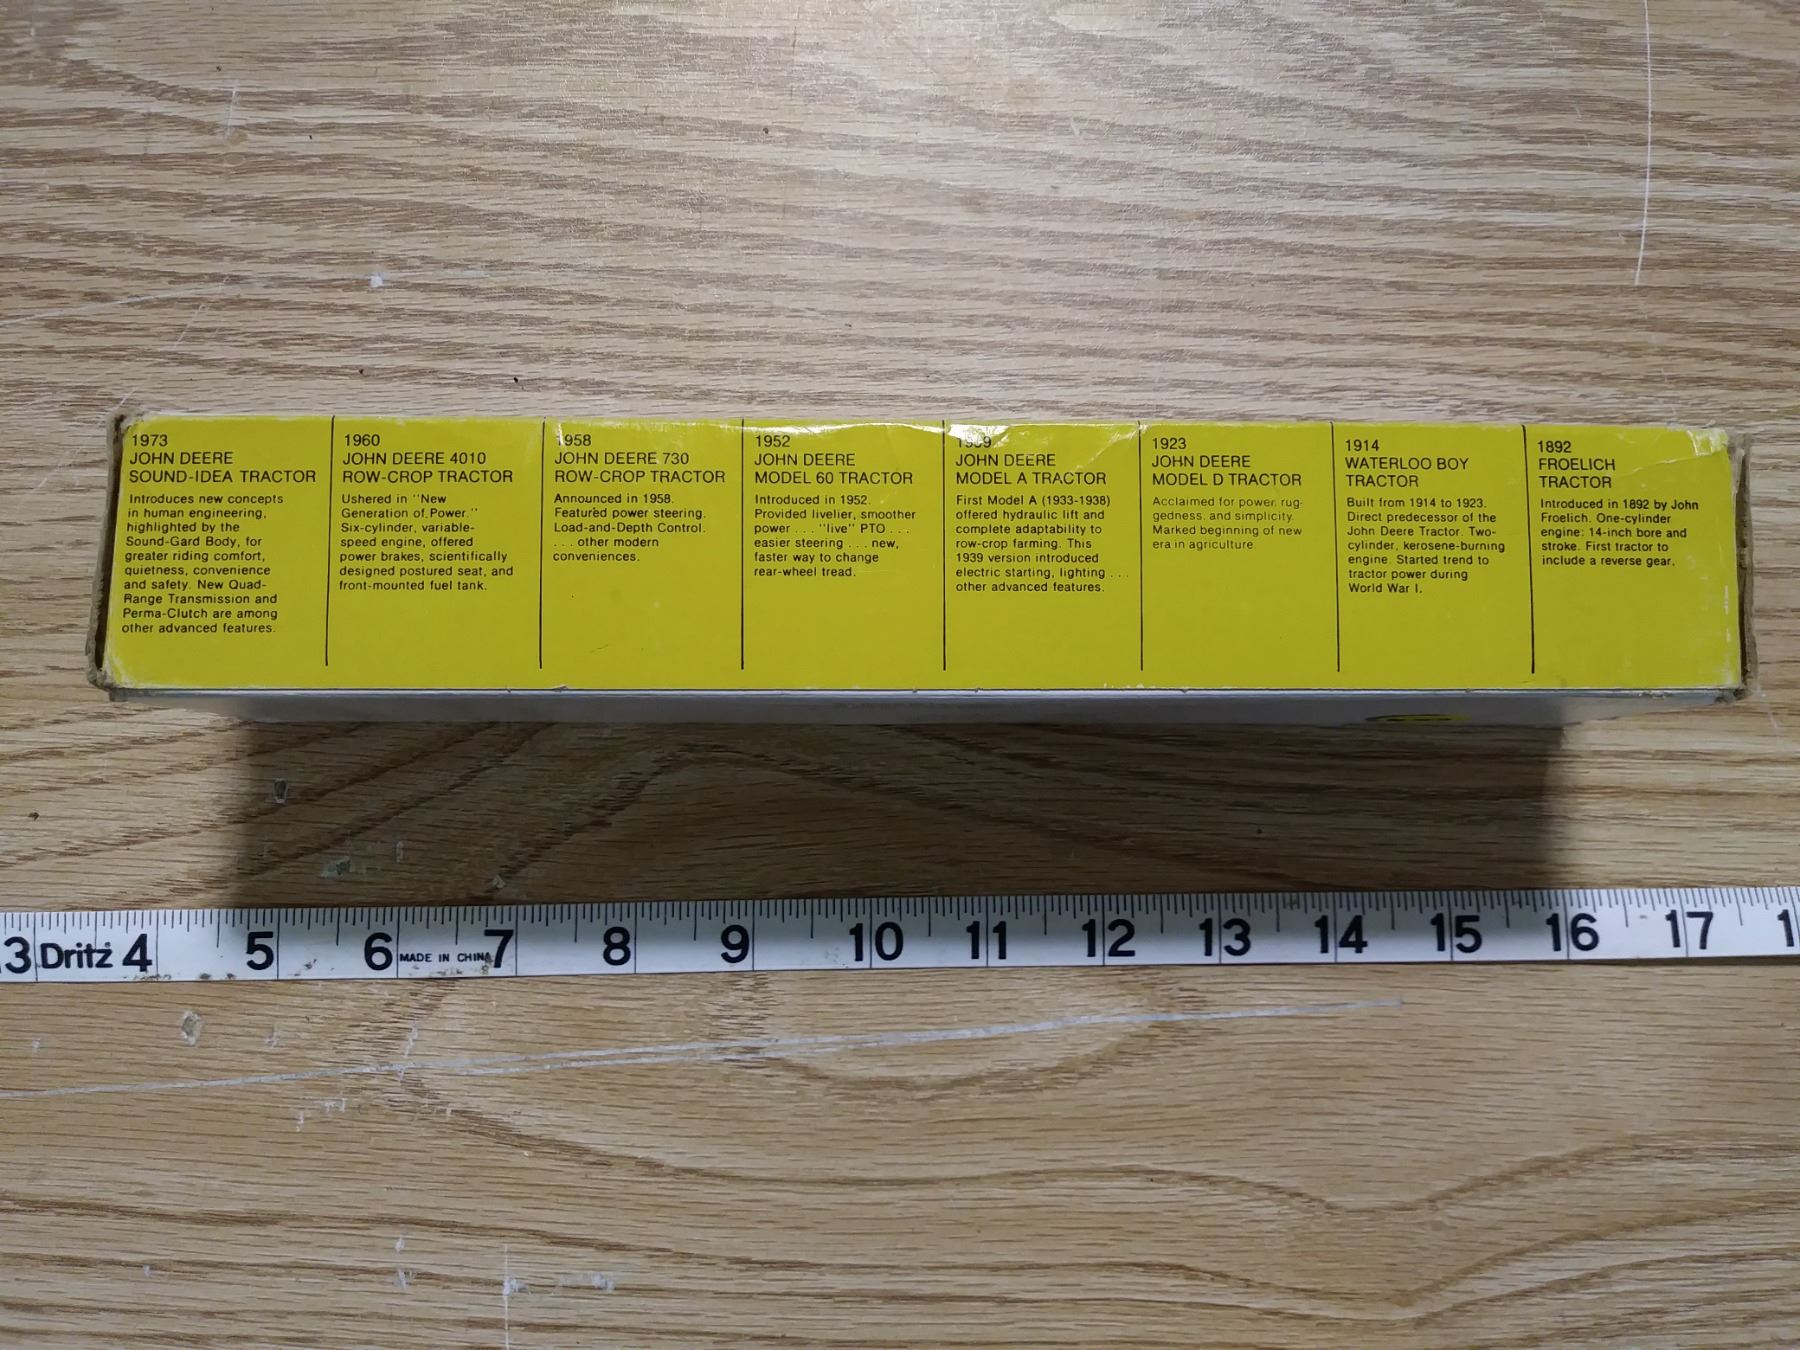 1973
JOHN DEERE
SOUND-IDEA TRACTOR
Introduces new concepts
in human engineering,
highlighted by the
Sound-Gard Body, for
greater riding comfort,
quietness, convenience
and safety. New Quad-
Range Transmission and
Perma-Clutch are among
other advanced features.
1960
JOHN DEERE 4010
ROW-CROP TRACTOR
Ushered in "New
Generation of Power."
Six-cylinder, variable-
speed engine, offered
power brakes, scientifically
designed postured seat, and
front-mounted fuel tank.
1958
JOHN DEERE 730
ROW-CROP TRACTOR
Announced in 1958.
Featured power steering.
Load-and-Depth Control.
. . . other modern
conveniences.
1952
JOHN DEERE
MODEL 60 TRACTOR
Introduced in 1952.
Provided livelier, smoother
power . . . "live" PTO . . .
easier steering . . . new,
faster way to change
rear-wheel tread.
1939
JOHN DEERE
MODEL A TRACTOR
First Model A (1933-1938)
offered hydraulic lift and
complete adaptability to
row-crop farming. This
1939 version introduced
electric starting, lighting . . .
other advanced features.
1923
JOHN DEERE
MODEL D TRACTOR
Acclaimed for power, rug-
gedness, and simplicity.
Marked beginning of new
era in agriculture.
1914
WATERLOO BOY
TRACTOR
Built from 1914 to 1923.
Direct predecessor of the
John Deere Tractor. Two-
cylinder, kerosene-burning
engine. Started trend to
tractor power during
World War I.
1892
FROELICH
TRACTOR
Introduced in 1892 by John
Froelich. One-cylinder
engine: 14-inch bore and
stroke. First tractor to
include a reverse gear.
3 Dritz 4 5 6 MADE IN CHINA 7 8 9 10 11 12 13 14 15 16 17 1